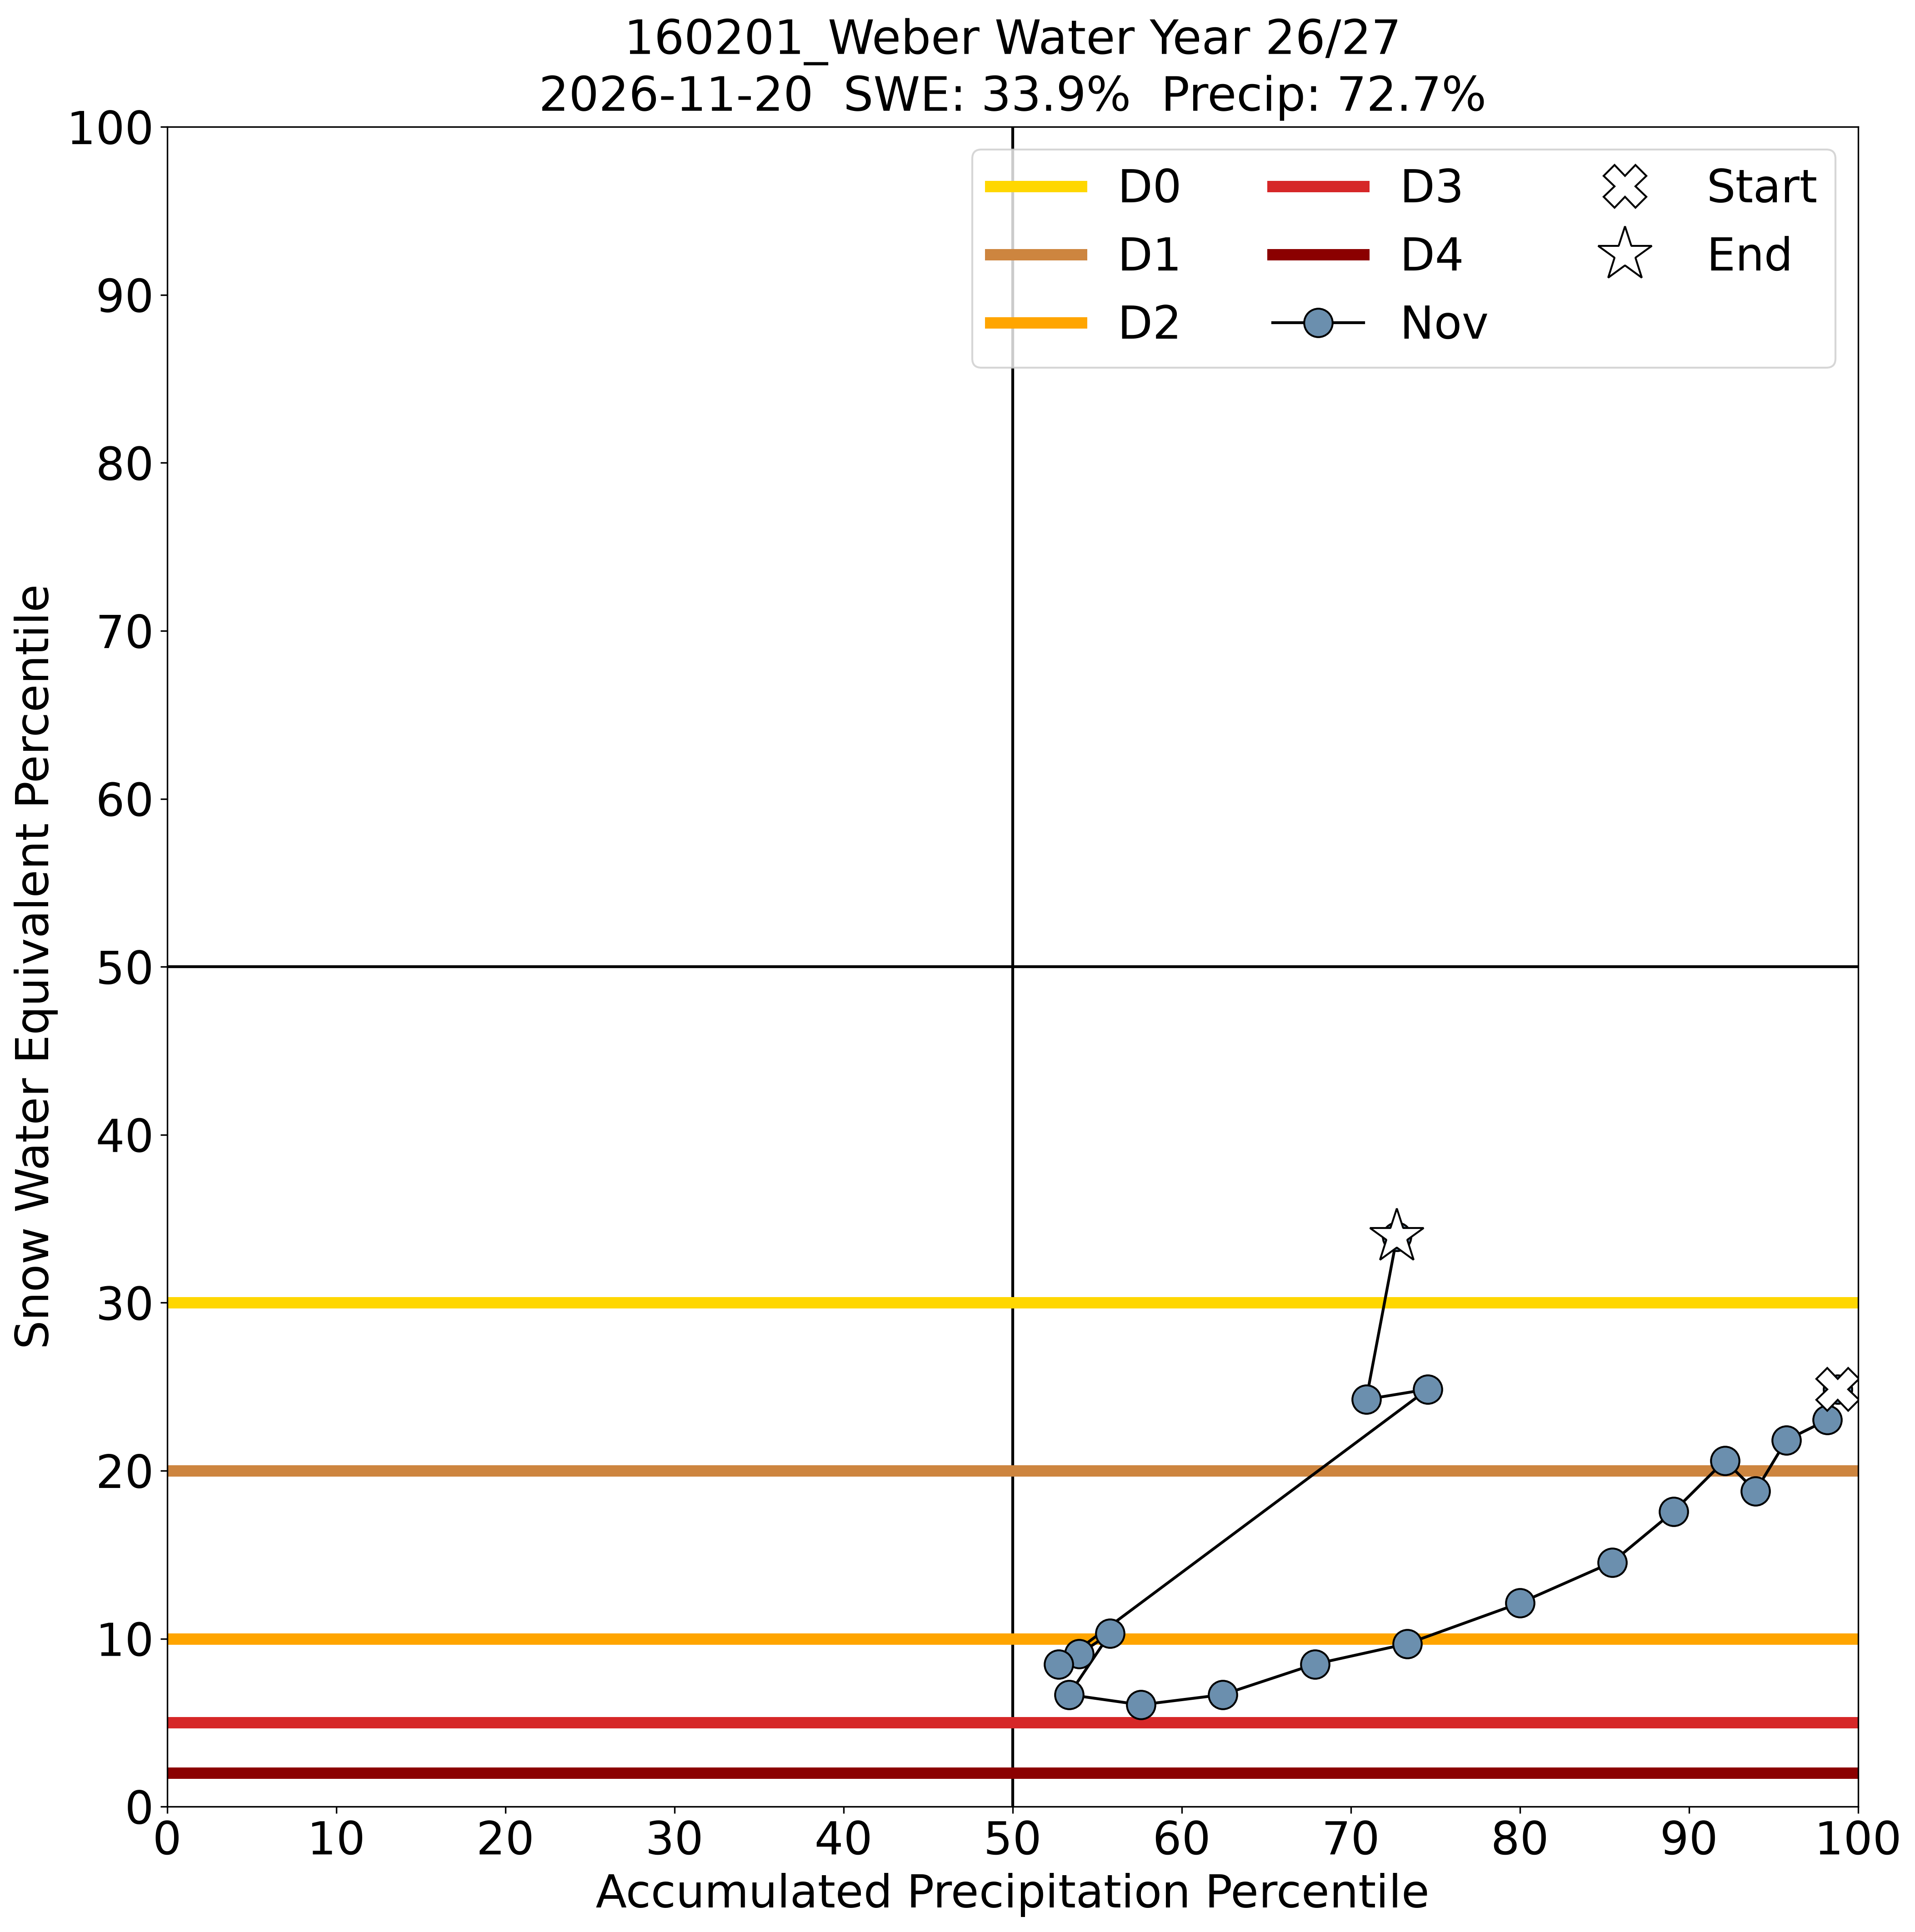 160201_Weber Water Year 26/27
2026-11-20  SWE: 33.9%  Precip: 72.7%
D0
D1
D2
D3
D4
Nov
Start
End
Snow Water Equivalent Percentile
100
90
80
70
60
50
40
30
20
10
0
0 10 20 30 40 50 60 70 80 90 100
Accumulated Precipitation Percentile